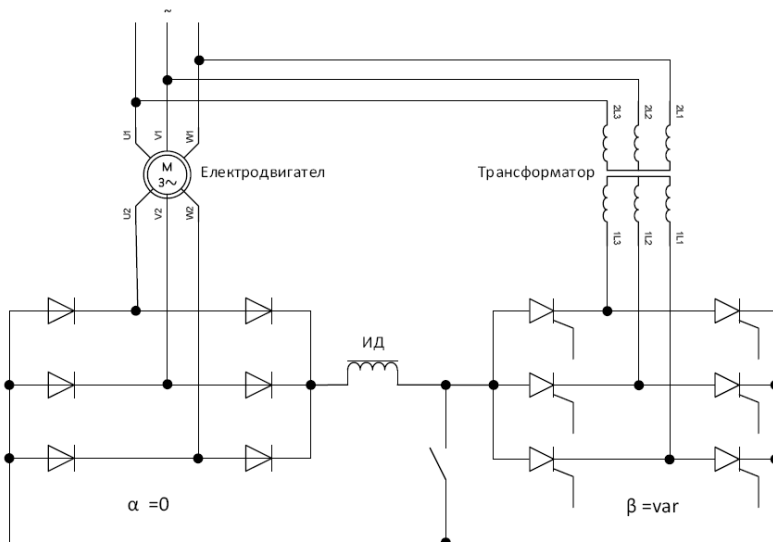 ~
U1 V1 W1
2L3 2L2 2L1
M
3~
Електродвигател
Трансформатор
U2 V2 W2
1L3 1L2 1L1
ИД
α =0
β =var